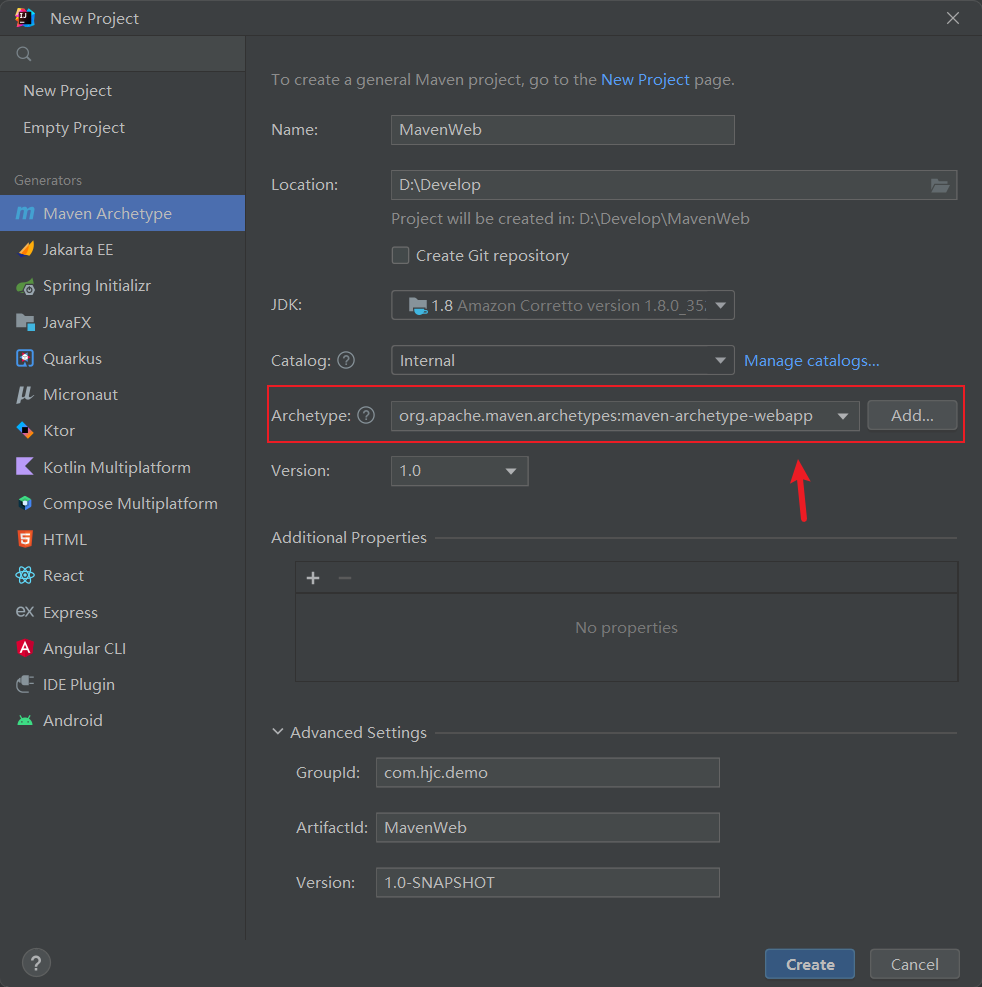 New Project
New Project
Empty Project
Generators
Maven Archetype
Jakarta EE
Spring Initializr
JavaFX
Quarkus
Micronaut
Ktor
Kotlin Multiplatform
Compose Multiplatform
HTML
React
Express
Angular CLI
IDE Plugin
Android
To create a general Maven project, go to the New Project page.
Name: MavenWeb
Location: D:\Develop
Project will be created in: D:\Develop\MavenWeb
Create Git repository
JDK: 1.8 Amazon Corretto version 1.8.0_35
Catalog: ? Internal Manage catalogs...
Archetype: ? org.apache.maven.archetypes:maven-archetype-webapp Add...
Version: 1.0
Additional Properties
No properties
Advanced Settings
GroupId: com.hjc.demo
ArtifactId: MavenWeb
Version: 1.0-SNAPSHOT
? Create Cancel